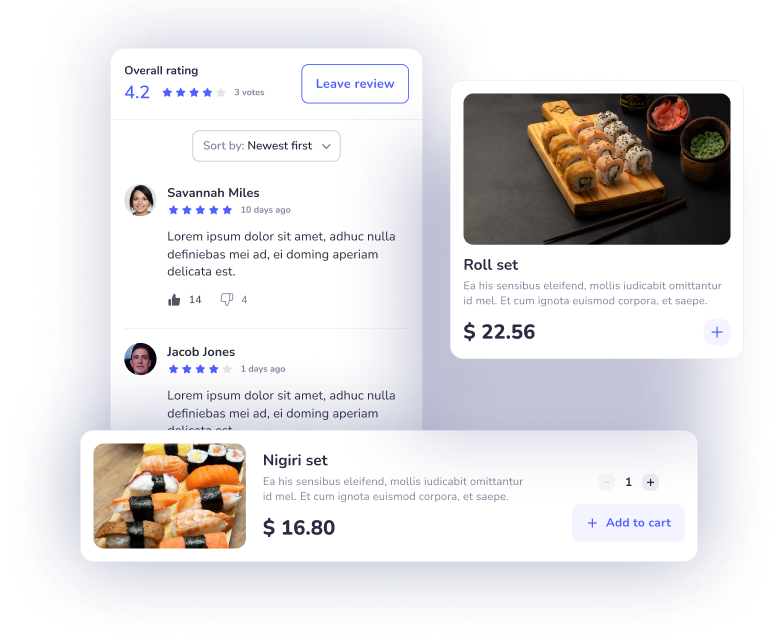 Overall rating
4.2
3 votes
Leave review
Sort by: Newest first
Savannah Miles
10 days ago
Lorem ipsum dolor sit amet, adhuc nulla
definiebas mei ad, ei doming aperiam
delicata est.
14
4
Jacob Jones
1 days ago
Lorem ipsum dolor sit amet, adhuc nulla
definiebas mei ad, ei doming aperiam
delicata est.
Roll set
Ea his sensibus eleifend, mollis iudicabit omittantur
id mel. Et cum ignota euismod corpora, et saepe.
$ 22.56
+
Nigiri set
Ea his sensibus eleifend, mollis iudicabit omittantur
id mel. Et cum ignota euismod corpora, et saepe.
$ 16.80
− 1 +
+ Add to cart